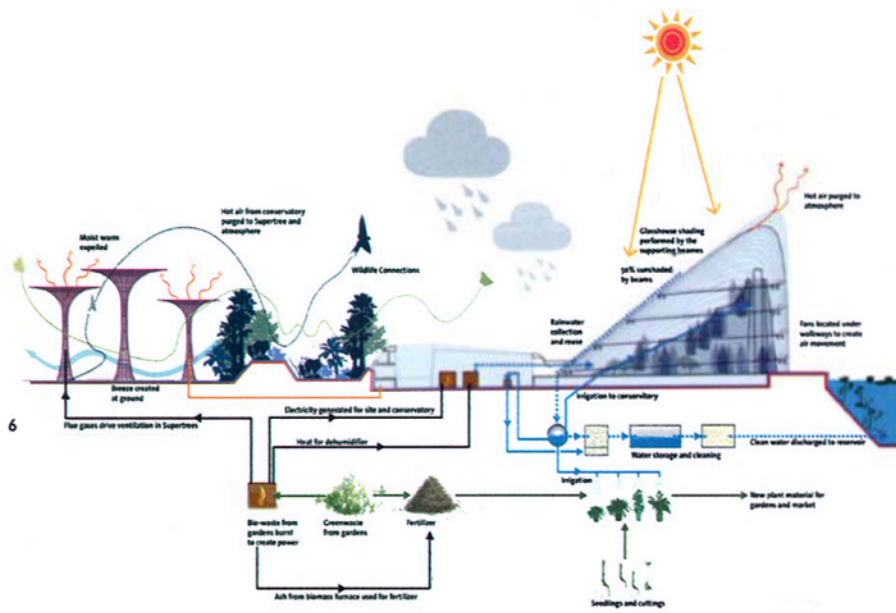 Hot air from conservatory
purged to Supertree and
atmosphere
Moist warm
expelled
Wildlife Connections
Hot air purged to
atmosphere
Glasshouse shading
performed by the
supporting beames
50% sunshaded
by beams
Rainwater
collection
and reuse
Fans located under
walkways to create
air movement
Breeze created
at ground
6
Flue gases drive ventilation in Supertrees
Electricity generated for site and conservatory
Irrigation to conservitary
Heat for dehumidifier
Water storage and cleaning
Clean water discharged to reservoir
Irrigation
Bio-waste from
gardens burnt
to create power
Greenwaste
from gardens
Fertilizer
New plant material for
gardens and market
Ash from biomass furnace used for fertilizer
Seedlings and cuttings